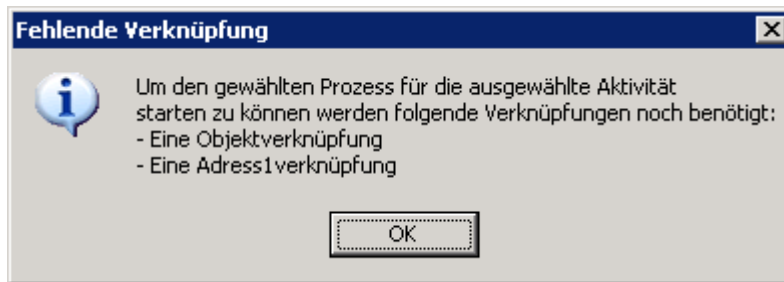 Fehlende Verknüpfung
Um den gewählten Prozess für die ausgewählte Aktivität
starten zu können werden folgende Verknüpfungen noch benötigt:
- Eine Objektverknüpfung
- Eine Adress1verknüpfung
OK